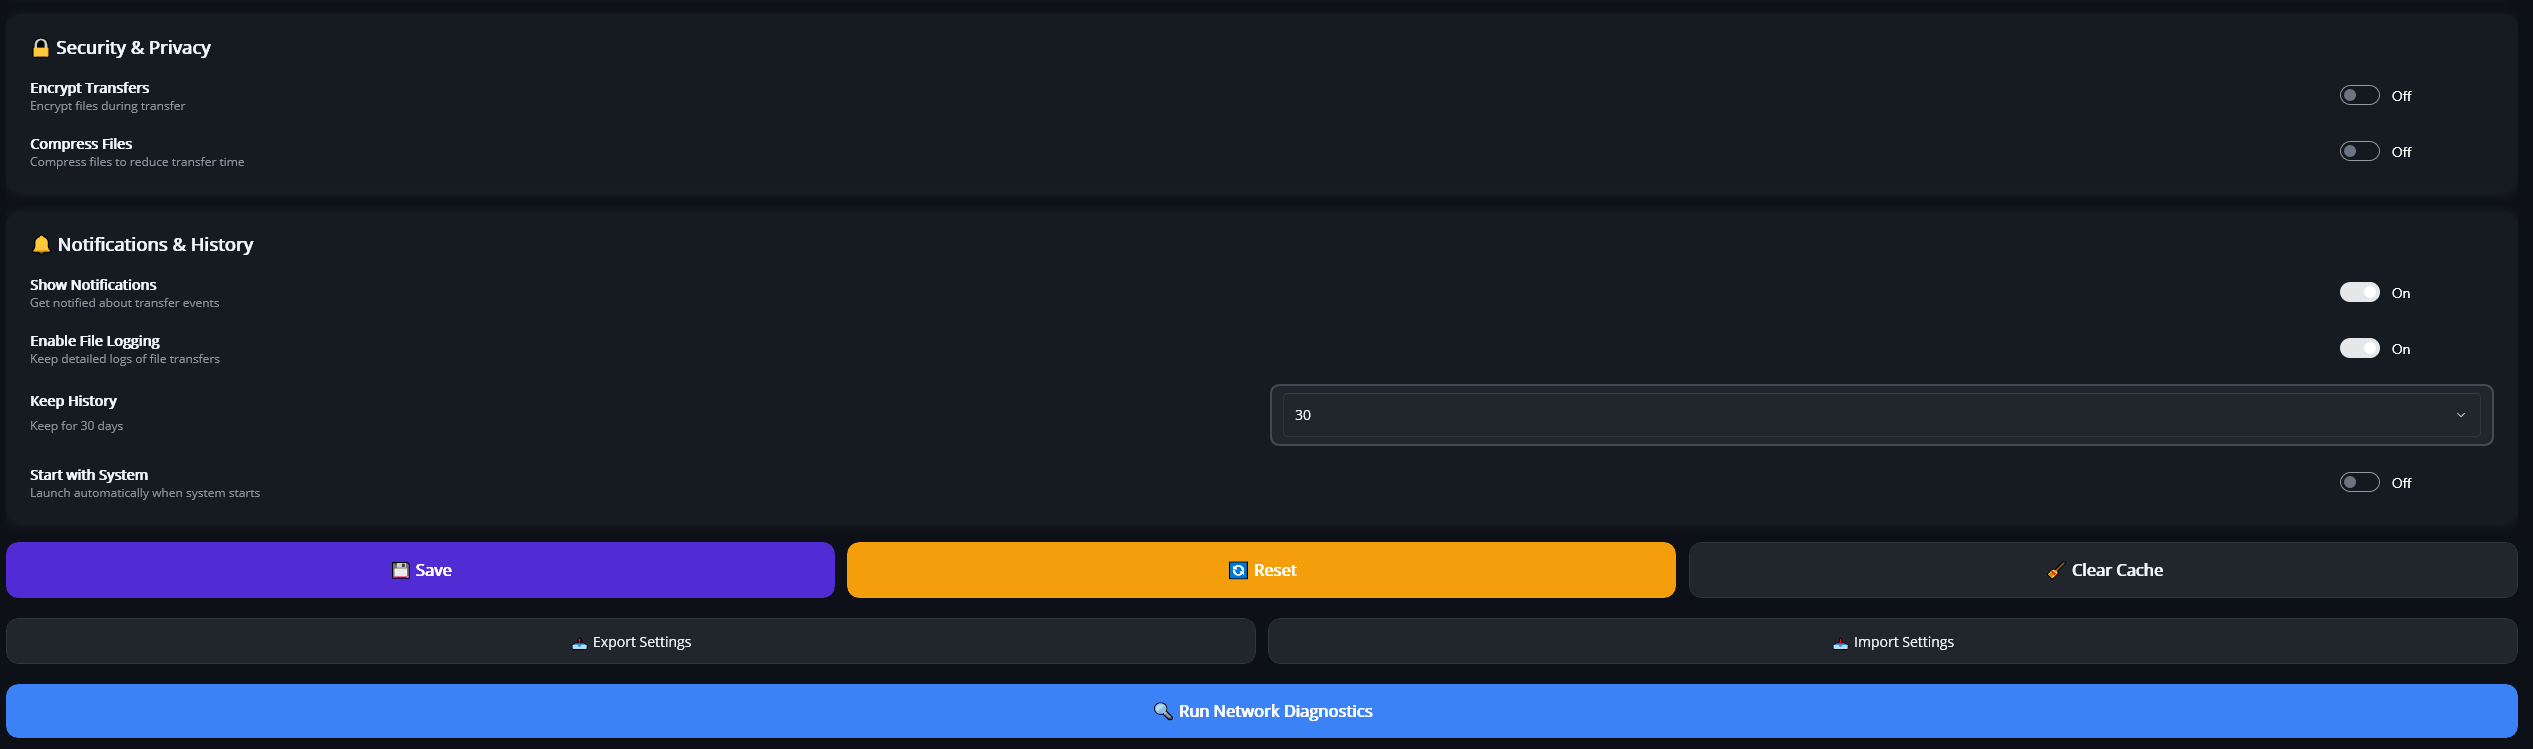 Security & Privacy
Encrypt Transfers
Encrypt files during transfer
Off
Compress Files
Compress files to reduce transfer time
Off
Notifications & History
Show Notifications
Get notified about transfer events
On
Enable File Logging
Keep detailed logs of file transfers
On
Keep History
Keep for 30 days
30
Start with System
Launch automatically when system starts
Off
Save
Reset
Clear Cache
Export Settings
Import Settings
Run Network Diagnostics